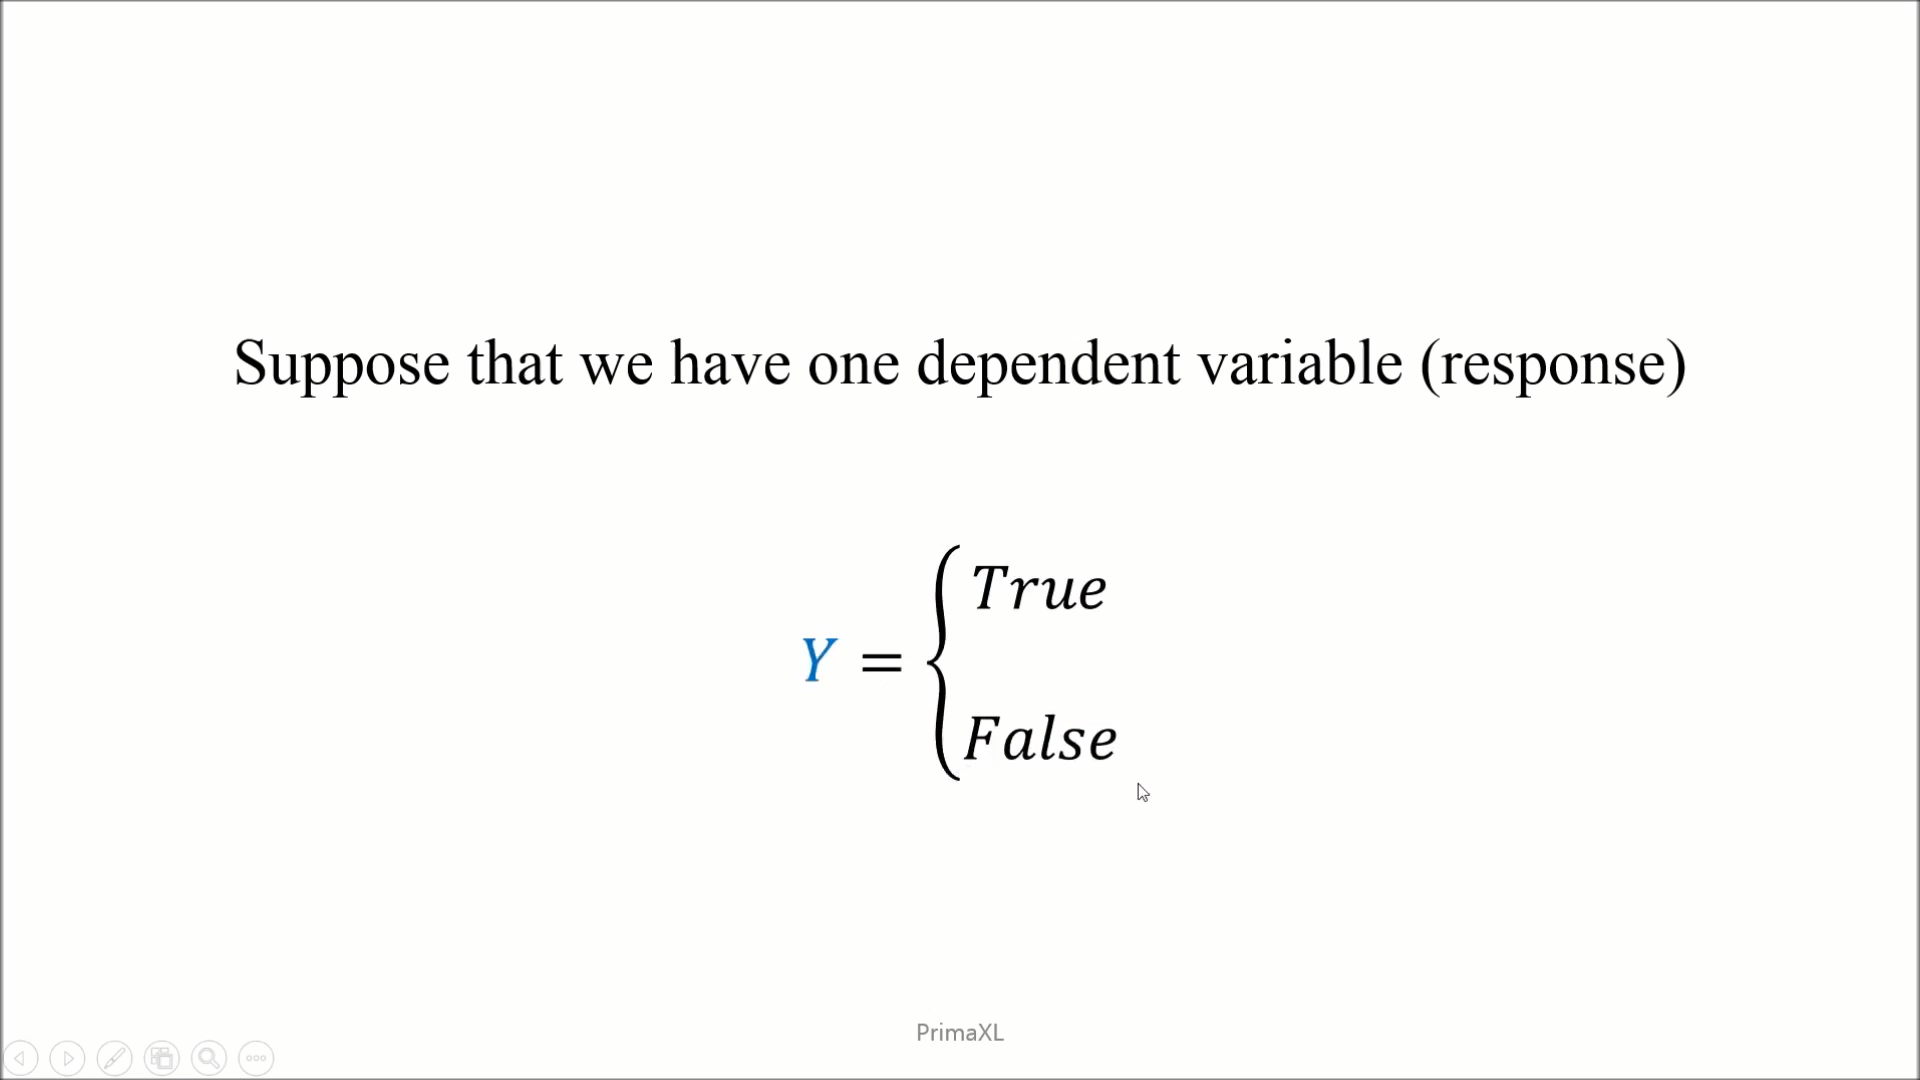 Suppose that we have one dependent variable (response)
True
Y =
False
PrimaXL